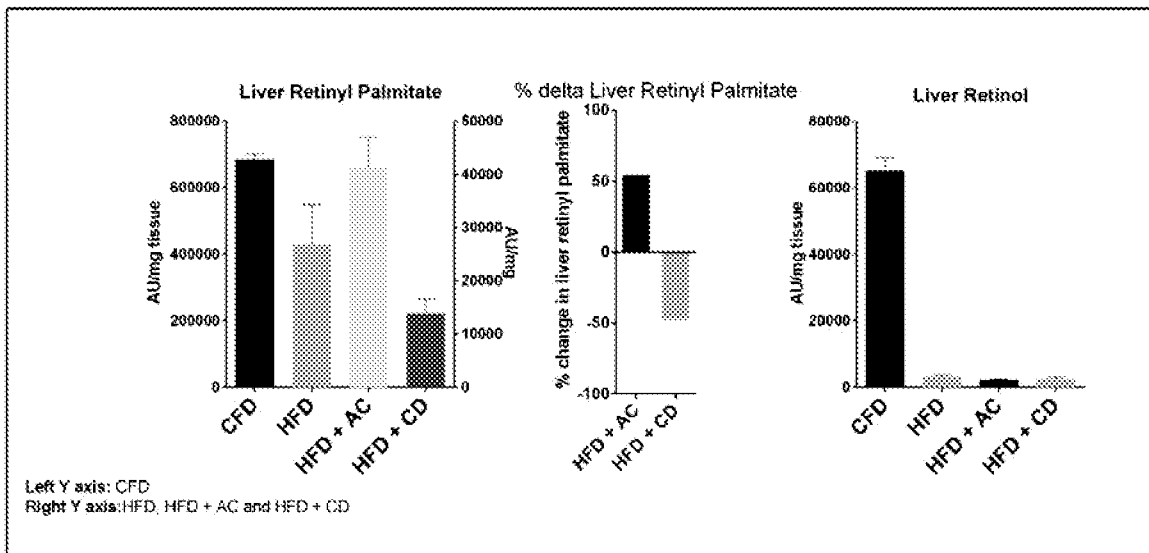 Liver Retinyl Palmitate
800000
600000
400000
200000
0
AU/mg tissue
50000
40000
30000
20000
10000
0
AU/mg
CFD
HFD
HFD + AC
HFD + CD
% delta Liver Retinyl Palmitate
100
50
0
-50
-100
% change in liver retinyl palmitate
HFD + AC
HFD + CD
Liver Retinol
80000
60000
40000
20000
0
AU/mg tissue
CFD
HFD
HFD + AC
HFD + CD
Left Y axis: CFD
Right Y axis:HFD, HFD + AC and HFD + CD